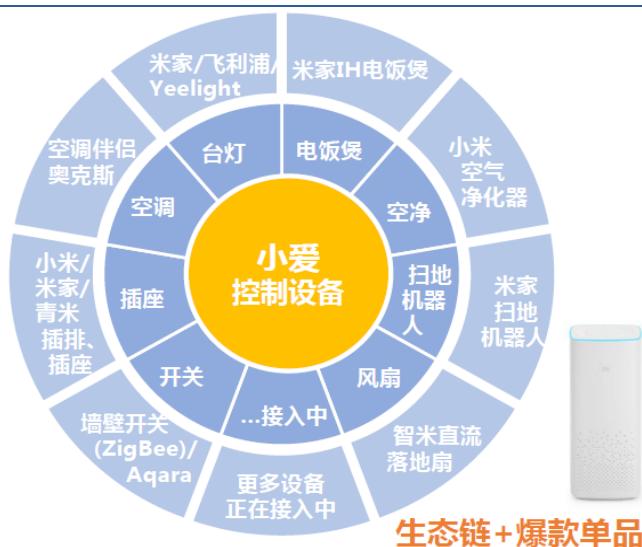 米家/飞利浦/
Yeelight
米家IH电饭煲
小米
空气
净化器
米家
扫地
机器人
智米直流
落地扇
更多设备
正在接入中
墙壁开关
(ZigBee)/
Aqara
小米/
米家/
青米
插排、
插座
空调伴侣
奥克斯
台灯
电饭煲
空净
扫地
机器
人
风扇
...接入中
开关
插座
空调
小爱
控制设备
生态链+爆款单品